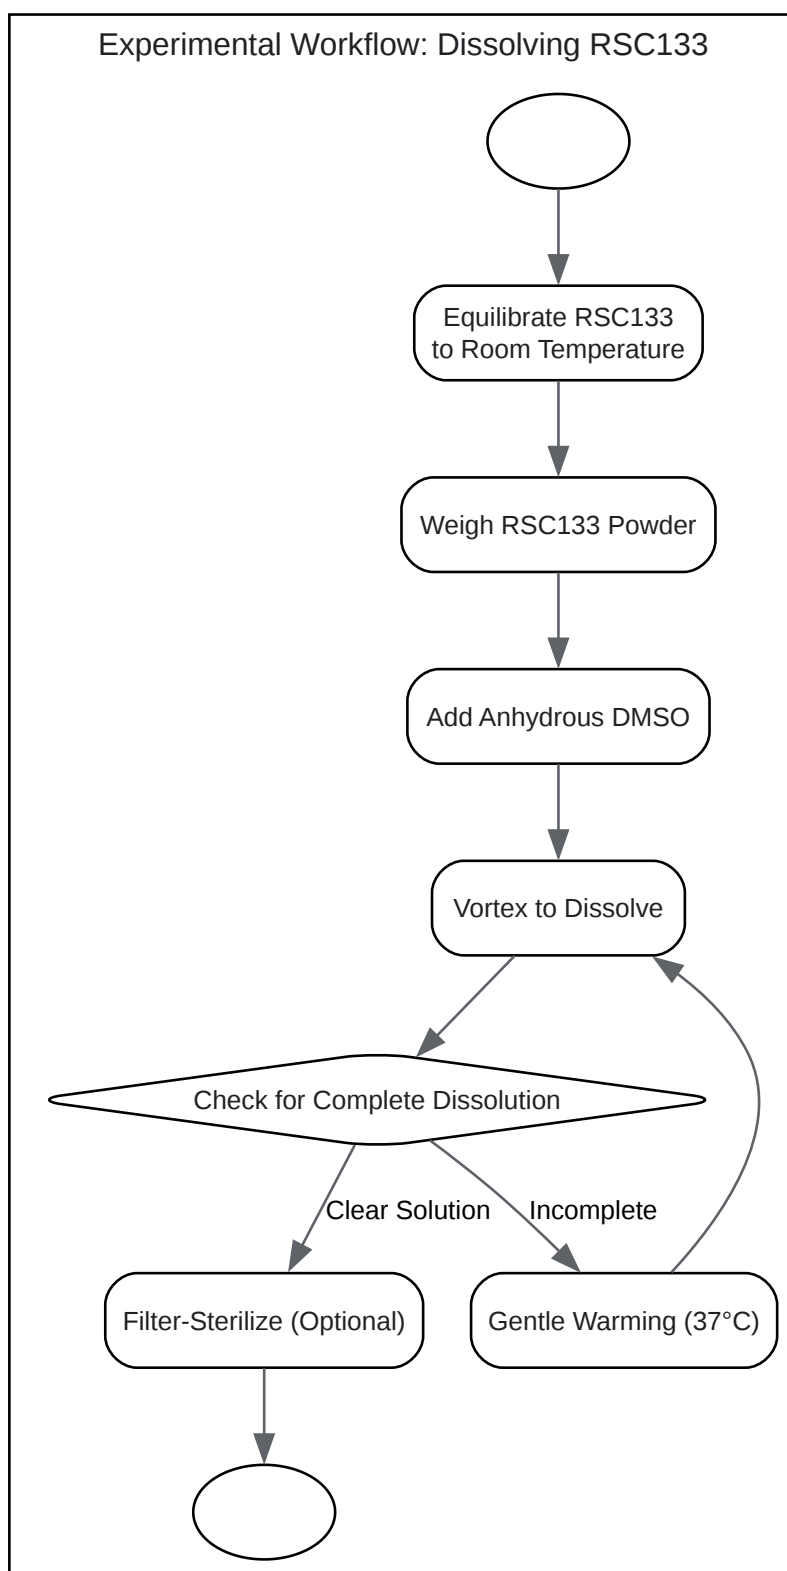 Experimental Workflow: Dissolving RSC133
Equilibrate RSC133
to Room Temperature
Weigh RSC133 Powder
Add Anhydrous DMSO
Vortex to Dissolve
Check for Complete Dissolution
Clear Solution
Incomplete
Filter-Sterilize (Optional)
Gentle Warming (37°C)